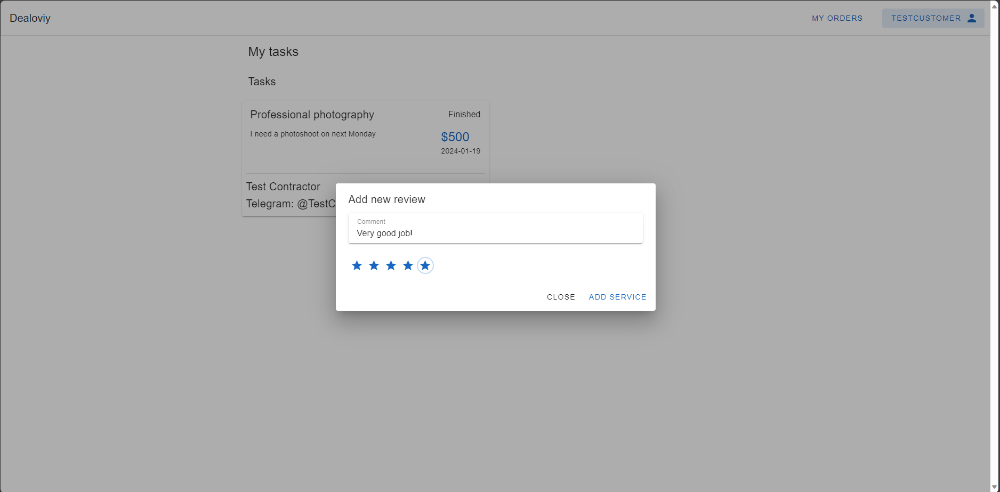 Dealoviy
MY ORDERS
TESTCUSTOMER
My tasks
Tasks
Professional photography
Finished
I need a photoshoot on next Monday
$500
2024-01-19
Test Contractor
Telegram: @TestC
Add new review
Comment
Very good job!
CLOSE
ADD SERVICE